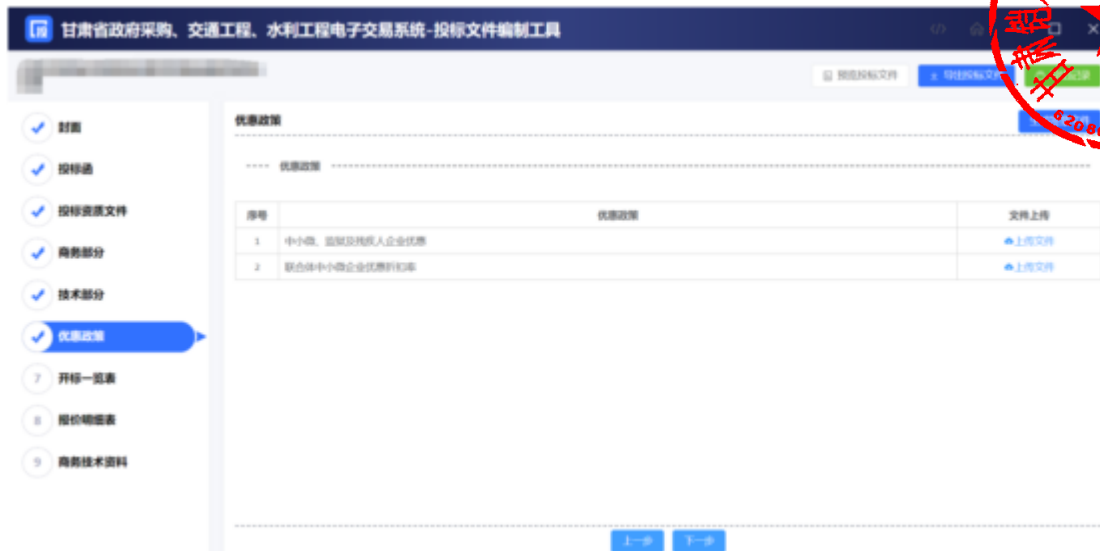 甘肃省政府采购、交通工程、水利工程电子交易系统-投标文件编制工具
预览投标文件
导出投标文件
封面
投标函
投标资质文件
商务部分
技术部分
优惠政策
7 开标一览表
8 报价明细表
9 商务技术资料
优惠政策
优惠政策
序号 优惠政策 文件上传
1 中小微、监狱及残疾人企业优惠 上传文件
2 联合体中小微企业优惠折扣率 上传文件
上一步 下一步
6208